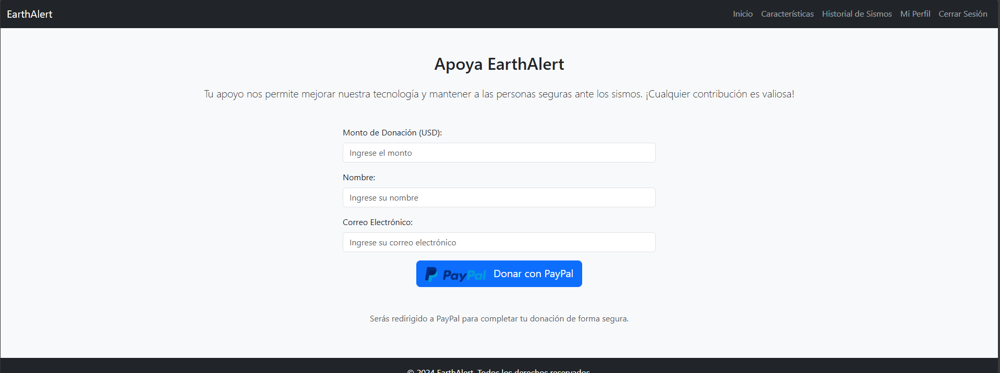 EarthAlert
Inicio Características Historial de Sismos Mi Perfil Cerrar Sesión
Apoya EarthAlert
Tu apoyo nos permite mejorar nuestra tecnología y mantener a las personas seguras ante los sismos. ¡Cualquier contribución es valiosa!
Monto de Donación (USD):
Ingrese el monto
Nombre:
Ingrese su nombre
Correo Electrónico:
Ingrese su correo electrónico
PayPal Donar con PayPal
Serás redirigido a PayPal para completar tu donación de forma segura.
© 2024 EarthAlert. Todos los derechos reservados.